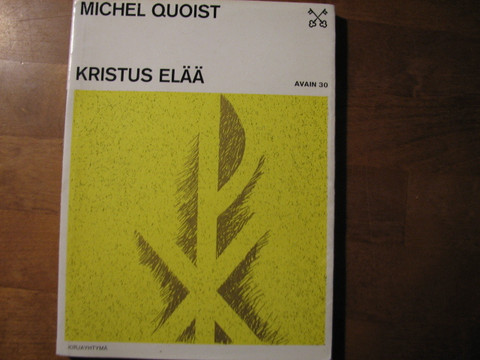 MICHEL QUOIST
KRISTUS ELÄÄ
AVAIN 30
KIRJAYHTYMÄ